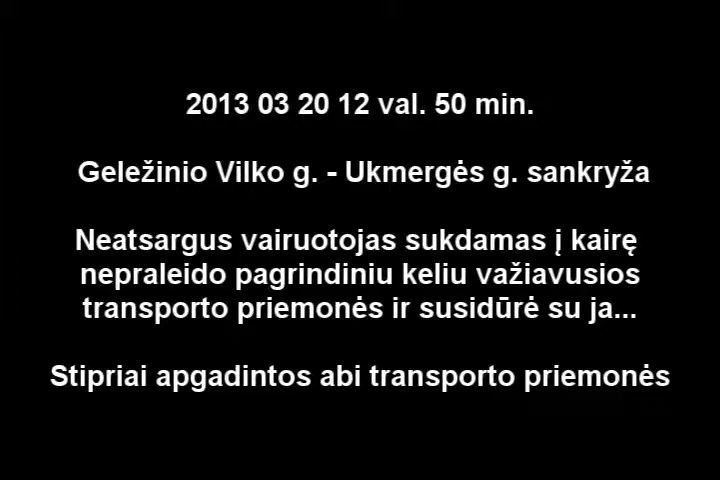 2013 03 20 12 val. 50 min.
Geležinio Vilko g. - Ukmergės g. sankryža
Neatsargus vairuotojas sukdamas į kairę
nepraleido pagrindiniu keliu važiavusios
transporto priemonės ir susidūrė su ja...
Stipriai apgadintos abi transporto priemonės